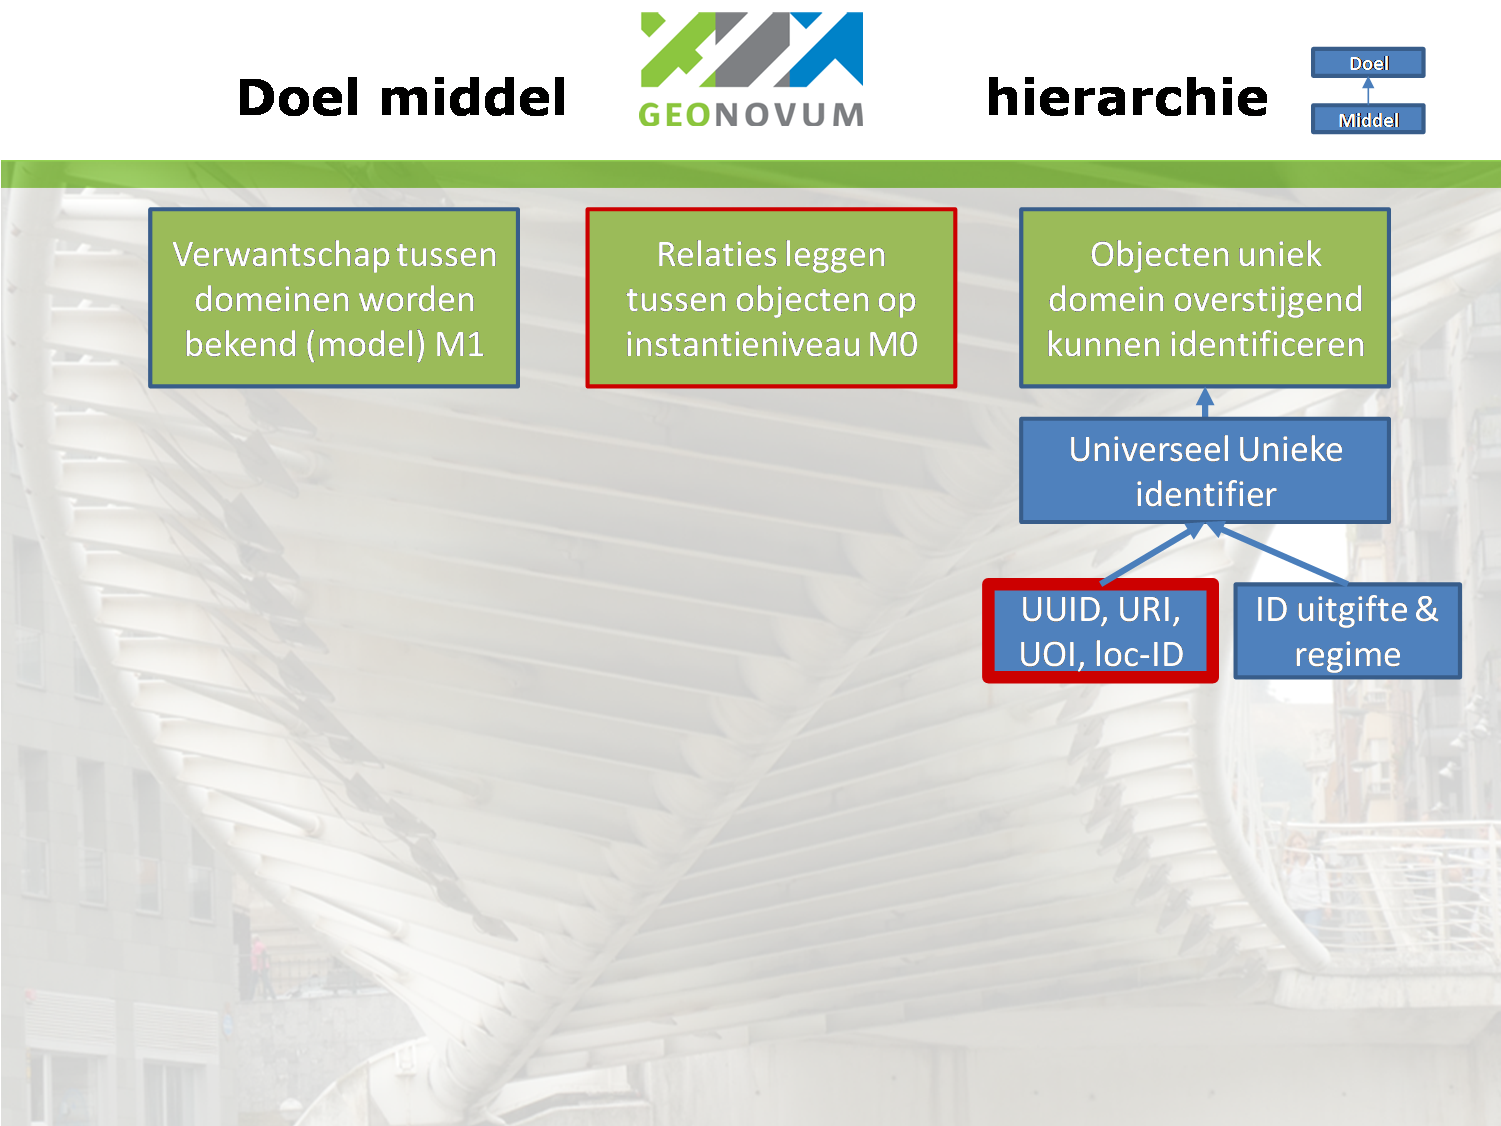 Doel middel
GEONOVUM
hierarchie
Doel
Middel
Verwantschap tussen
domeinen worden
bekend (model) M1
Relaties leggen
tussen objecten op
instantieniveau M0
Objecten uniek
domein overstijgend
kunnen identificeren
Universeel Unieke
identifier
UUID, URI,
UOI, loc-ID
ID uitgifte &
regime